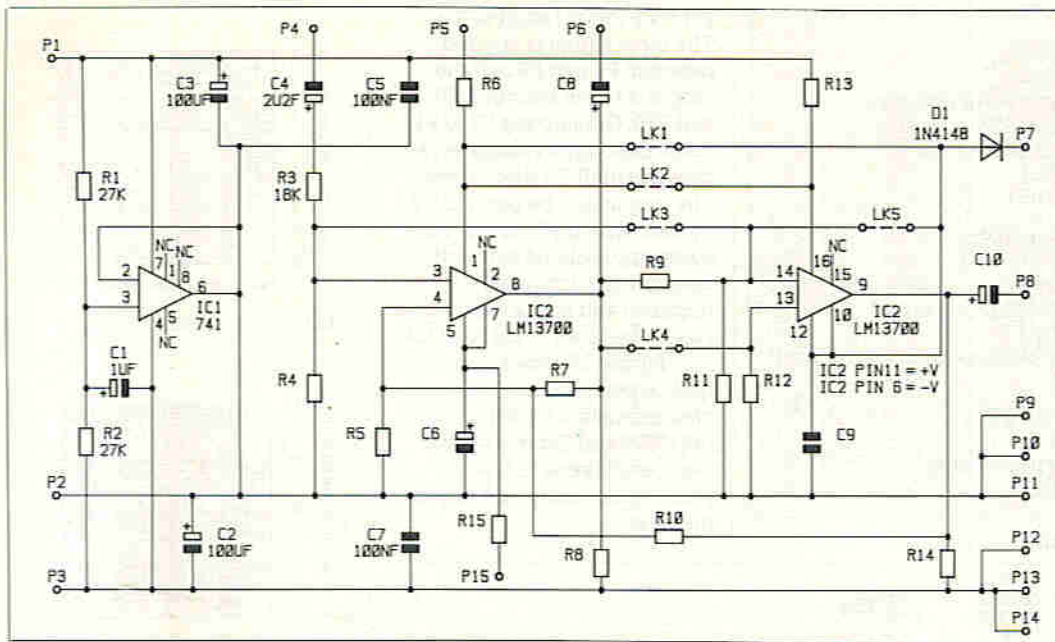 P4 P5 P6
P1
C3 100UF
C4 2U2F
C5 100NF
R6
C8
R13
D1 1N4148
P7
LK1
LK2
R1 27K
R3 18K
LK3
LK5
NC
7 NC
1
8
2
6
3
4 5
NC
IC1 741
NC
1
2
3
8
4
7
5
IC2 LM13700
R9
NC
16
15
14
9
13
10
12
IC2 LM13700
C10
P8
C1 1UF
R4
R7
LK4
R11
R12
IC2 PIN11=+V
IC2 PIN 6=-V
R2 27K
R5
C6
C9
P9
P10
P2
P11
C2 100UF
C7 100NF
R15
R10
P12
R8
R14
P15
P3
P13
P14